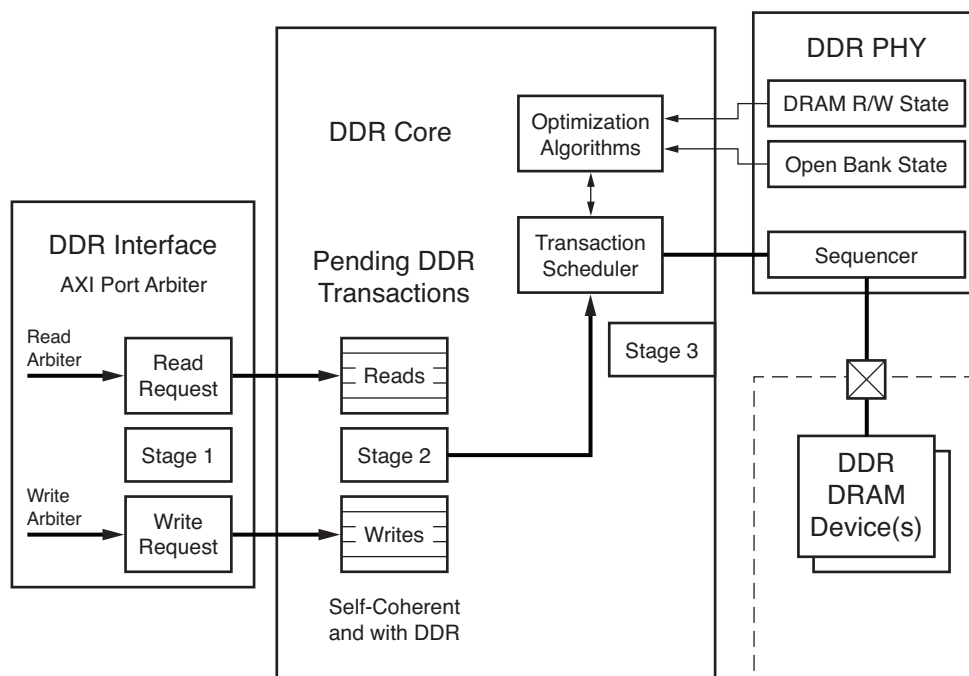 DDR PHY
DRAM R/W State
Open Bank State
Sequencer
DDR Core
Optimization
Algorithms
Transaction
Scheduler
Stage 3
DDR Interface
AXI Port Arbiter
Read
Arbiter
Read
Request
Stage 1
Write
Arbiter
Write
Request
Pending DDR
Transactions
Reads
Stage 2
Writes
Self-Coherent
and with DDR
DDR
DRAM
Device(s)